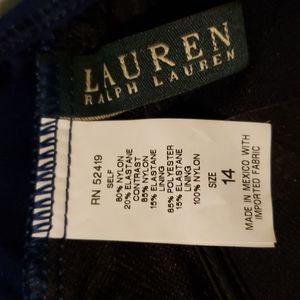 LAUREN
RALPH LAUREN
RN 52419
SELF
80% NYLON
20% ELASTANE
CONTRAST
85% NYLON
15% ELASTANE
LINING
85% POLYESTER
15% ELASTANE
LINING
100% NYLON
SIZE
14
MADE IN MEXICO WITH
IMPORTED FABRIC